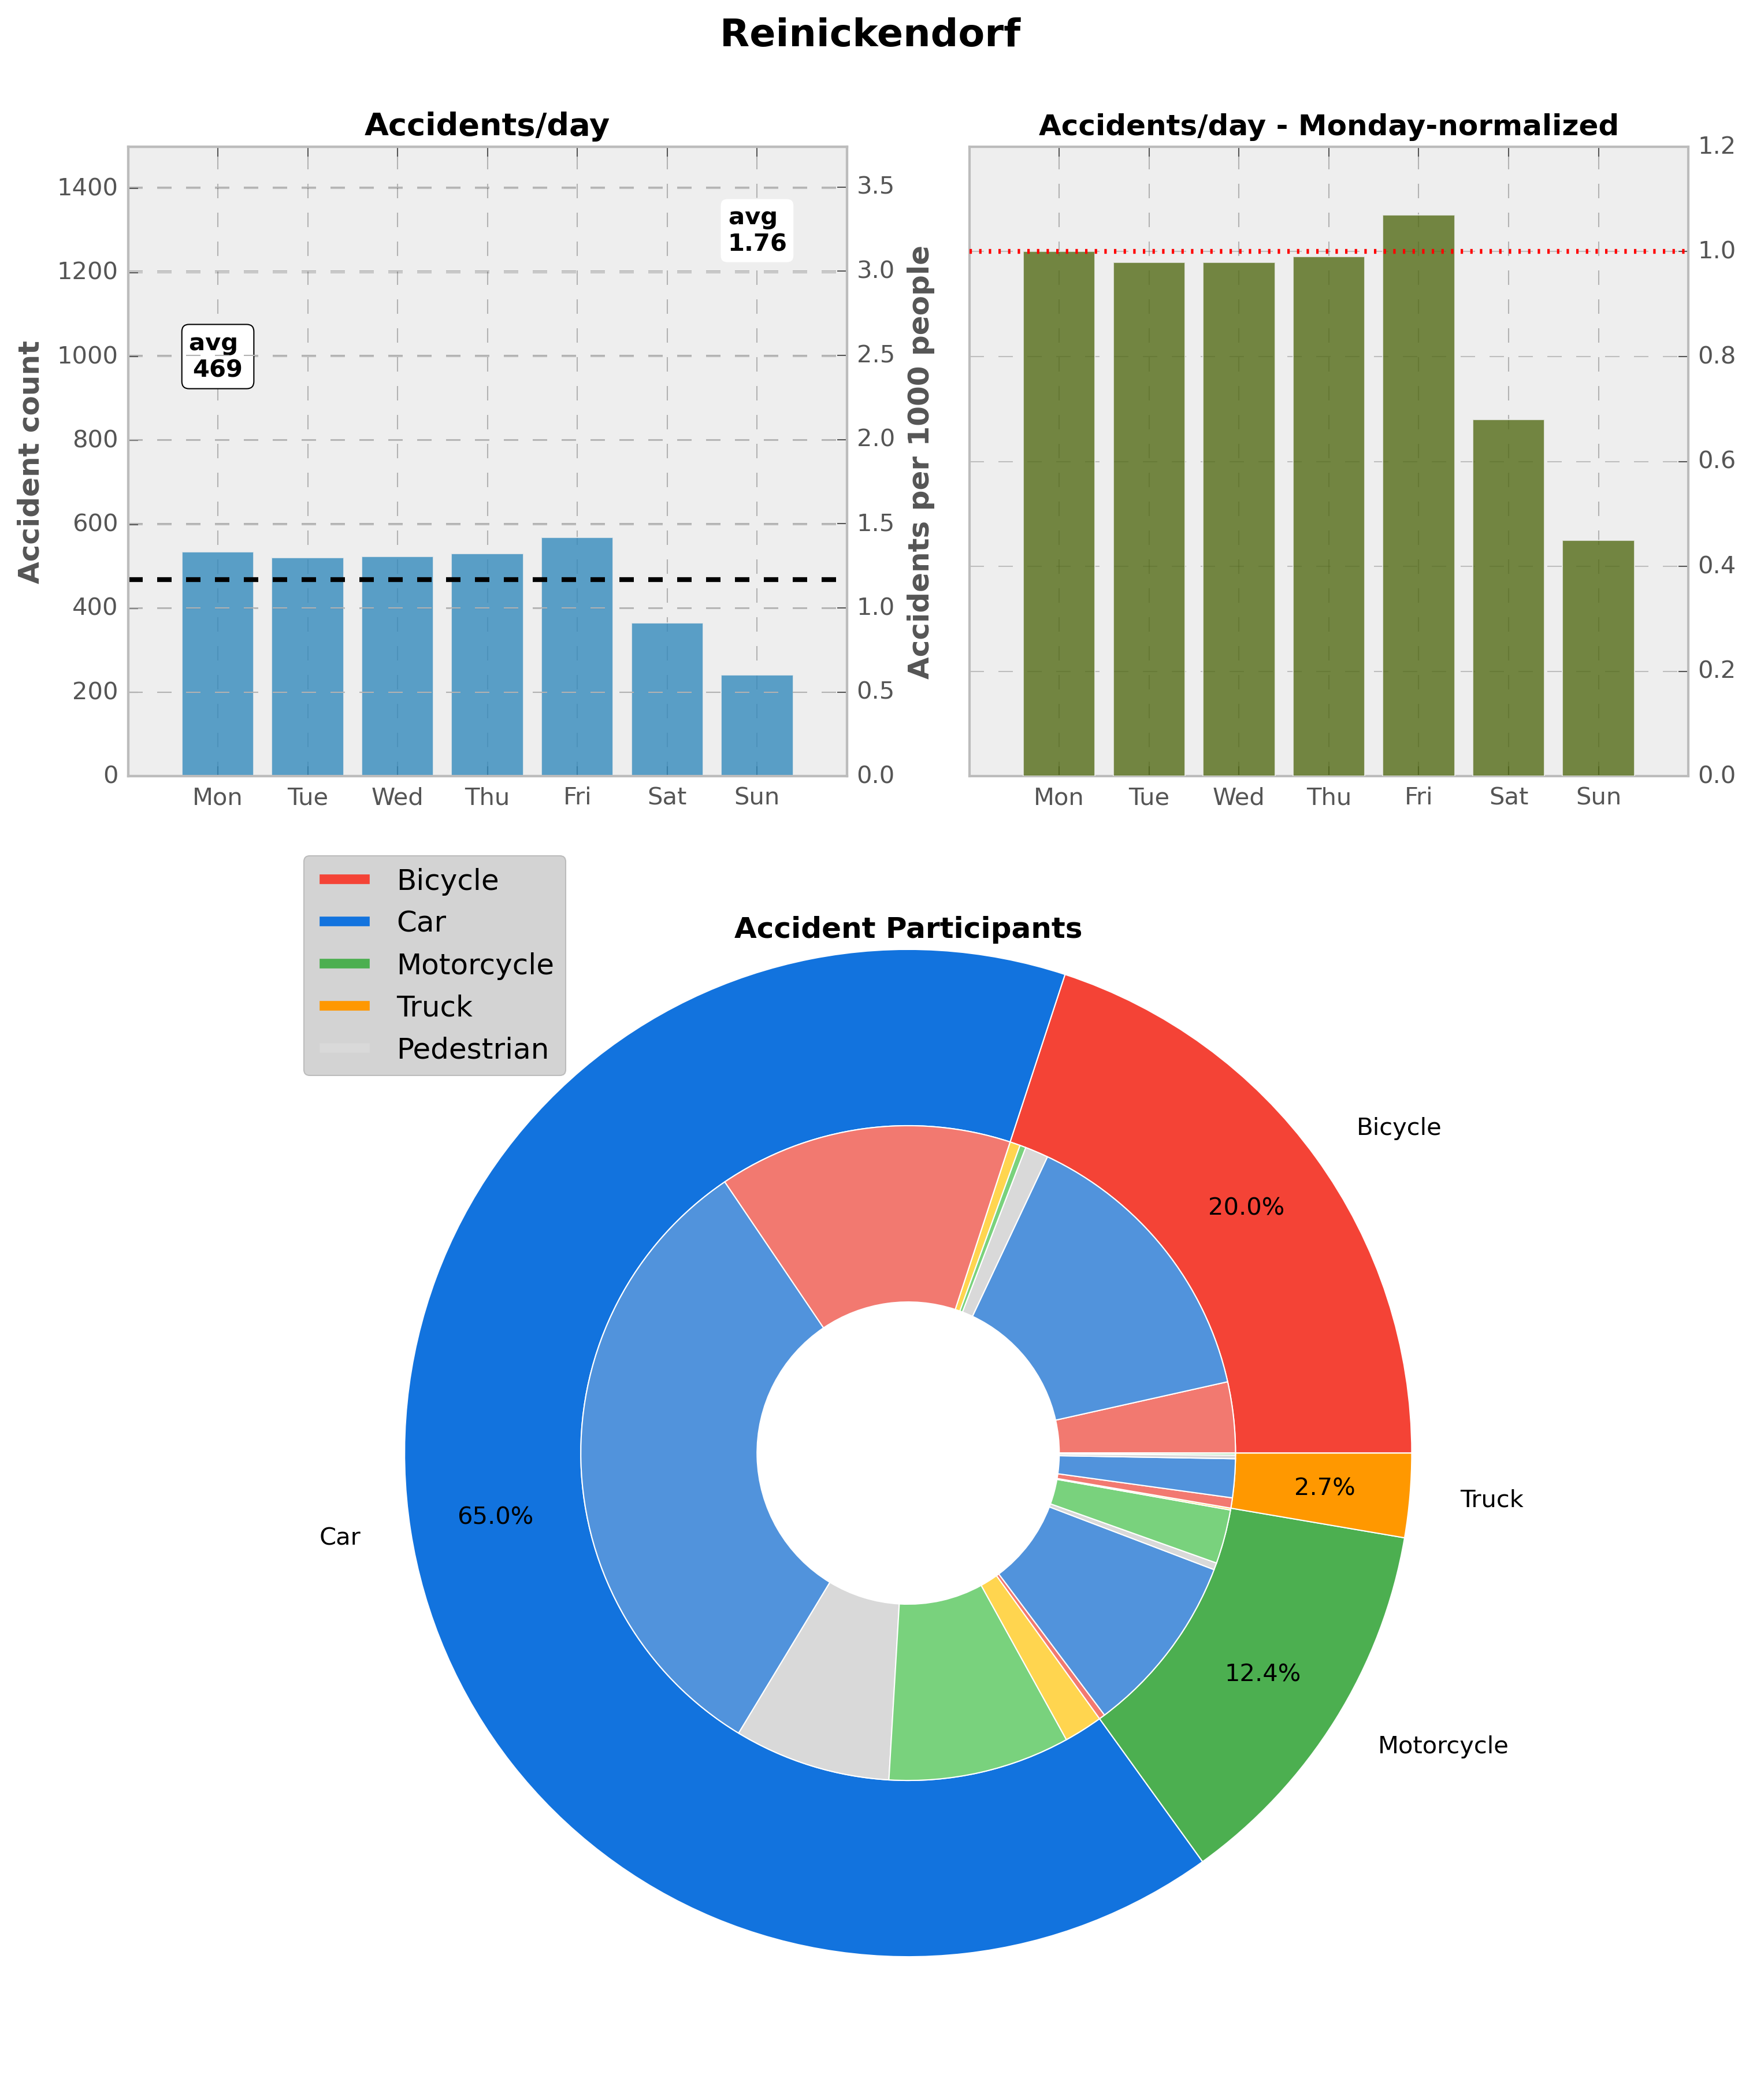 Reinickendorf
Accidents/day
Accident count
1400
1200
1000
800
600
400
200
0
avg
469
avg
1.76
3.5
3.0
2.5
2.0
1.5
1.0
0.5
0.0
Accidents per 1000 people
Mon Tue Wed Thu Fri Sat Sun
Accidents/day - Monday-normalized
1.2
1.0
0.8
0.6
0.4
0.2
0.0
Mon Tue Wed Thu Fri Sat Sun
Bicycle
Car
Motorcycle
Truck
Pedestrian
Accident Participants
Bicycle
20.0%
Car
65.0%
2.7%
Truck
12.4%
Motorcycle